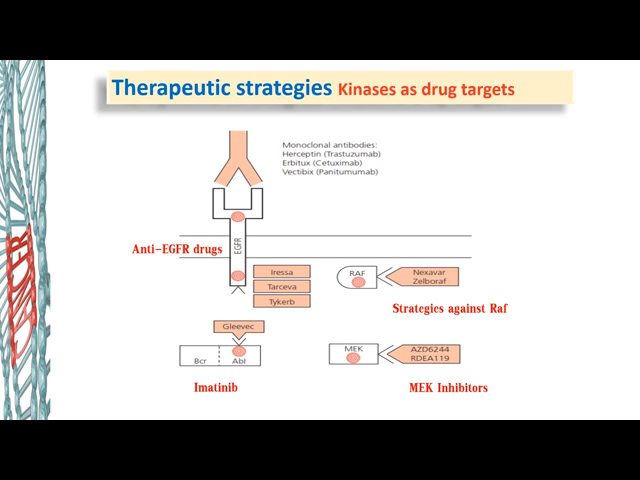 Therapeutic strategies Kinases as drug targets
Monoclonal antibodies:
Herceptin (Trastuzumab)
Erbitux (Cetuximab)
Vectibix (Panitumumab)
EGFR
Anti-EGFR drugs
Iressa
Tarceva
Tykerb
RAF
Nexavar
Zelboraf
Strategies against Raf
Gleevec
Bcr
Abl
Imatinib
MEK
AZD6244
RDEA119
MEK Inhibitors
CANCER